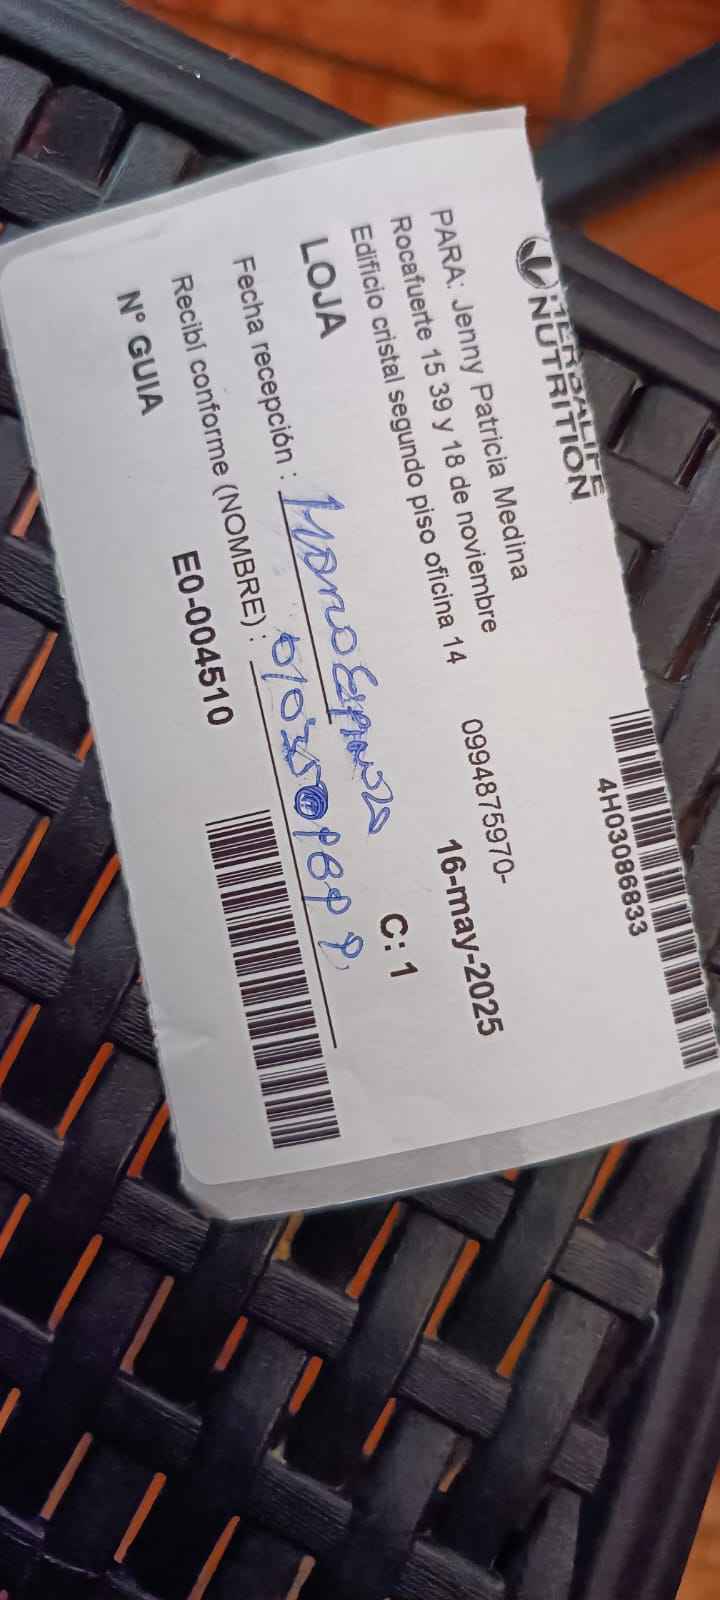 HERBALIFE
NUTRITION
4H03086833
PARA: Jenny Patricia Medina
Rocafuerte 15 39 y 18 de noviembre 0994875970-
Edificio cristal segundo piso oficina 14 16-may-2025
LOJA C: 1
Fecha recepción :
Recibí conforme (NOMBRE) :
N° GUIA E0-004510